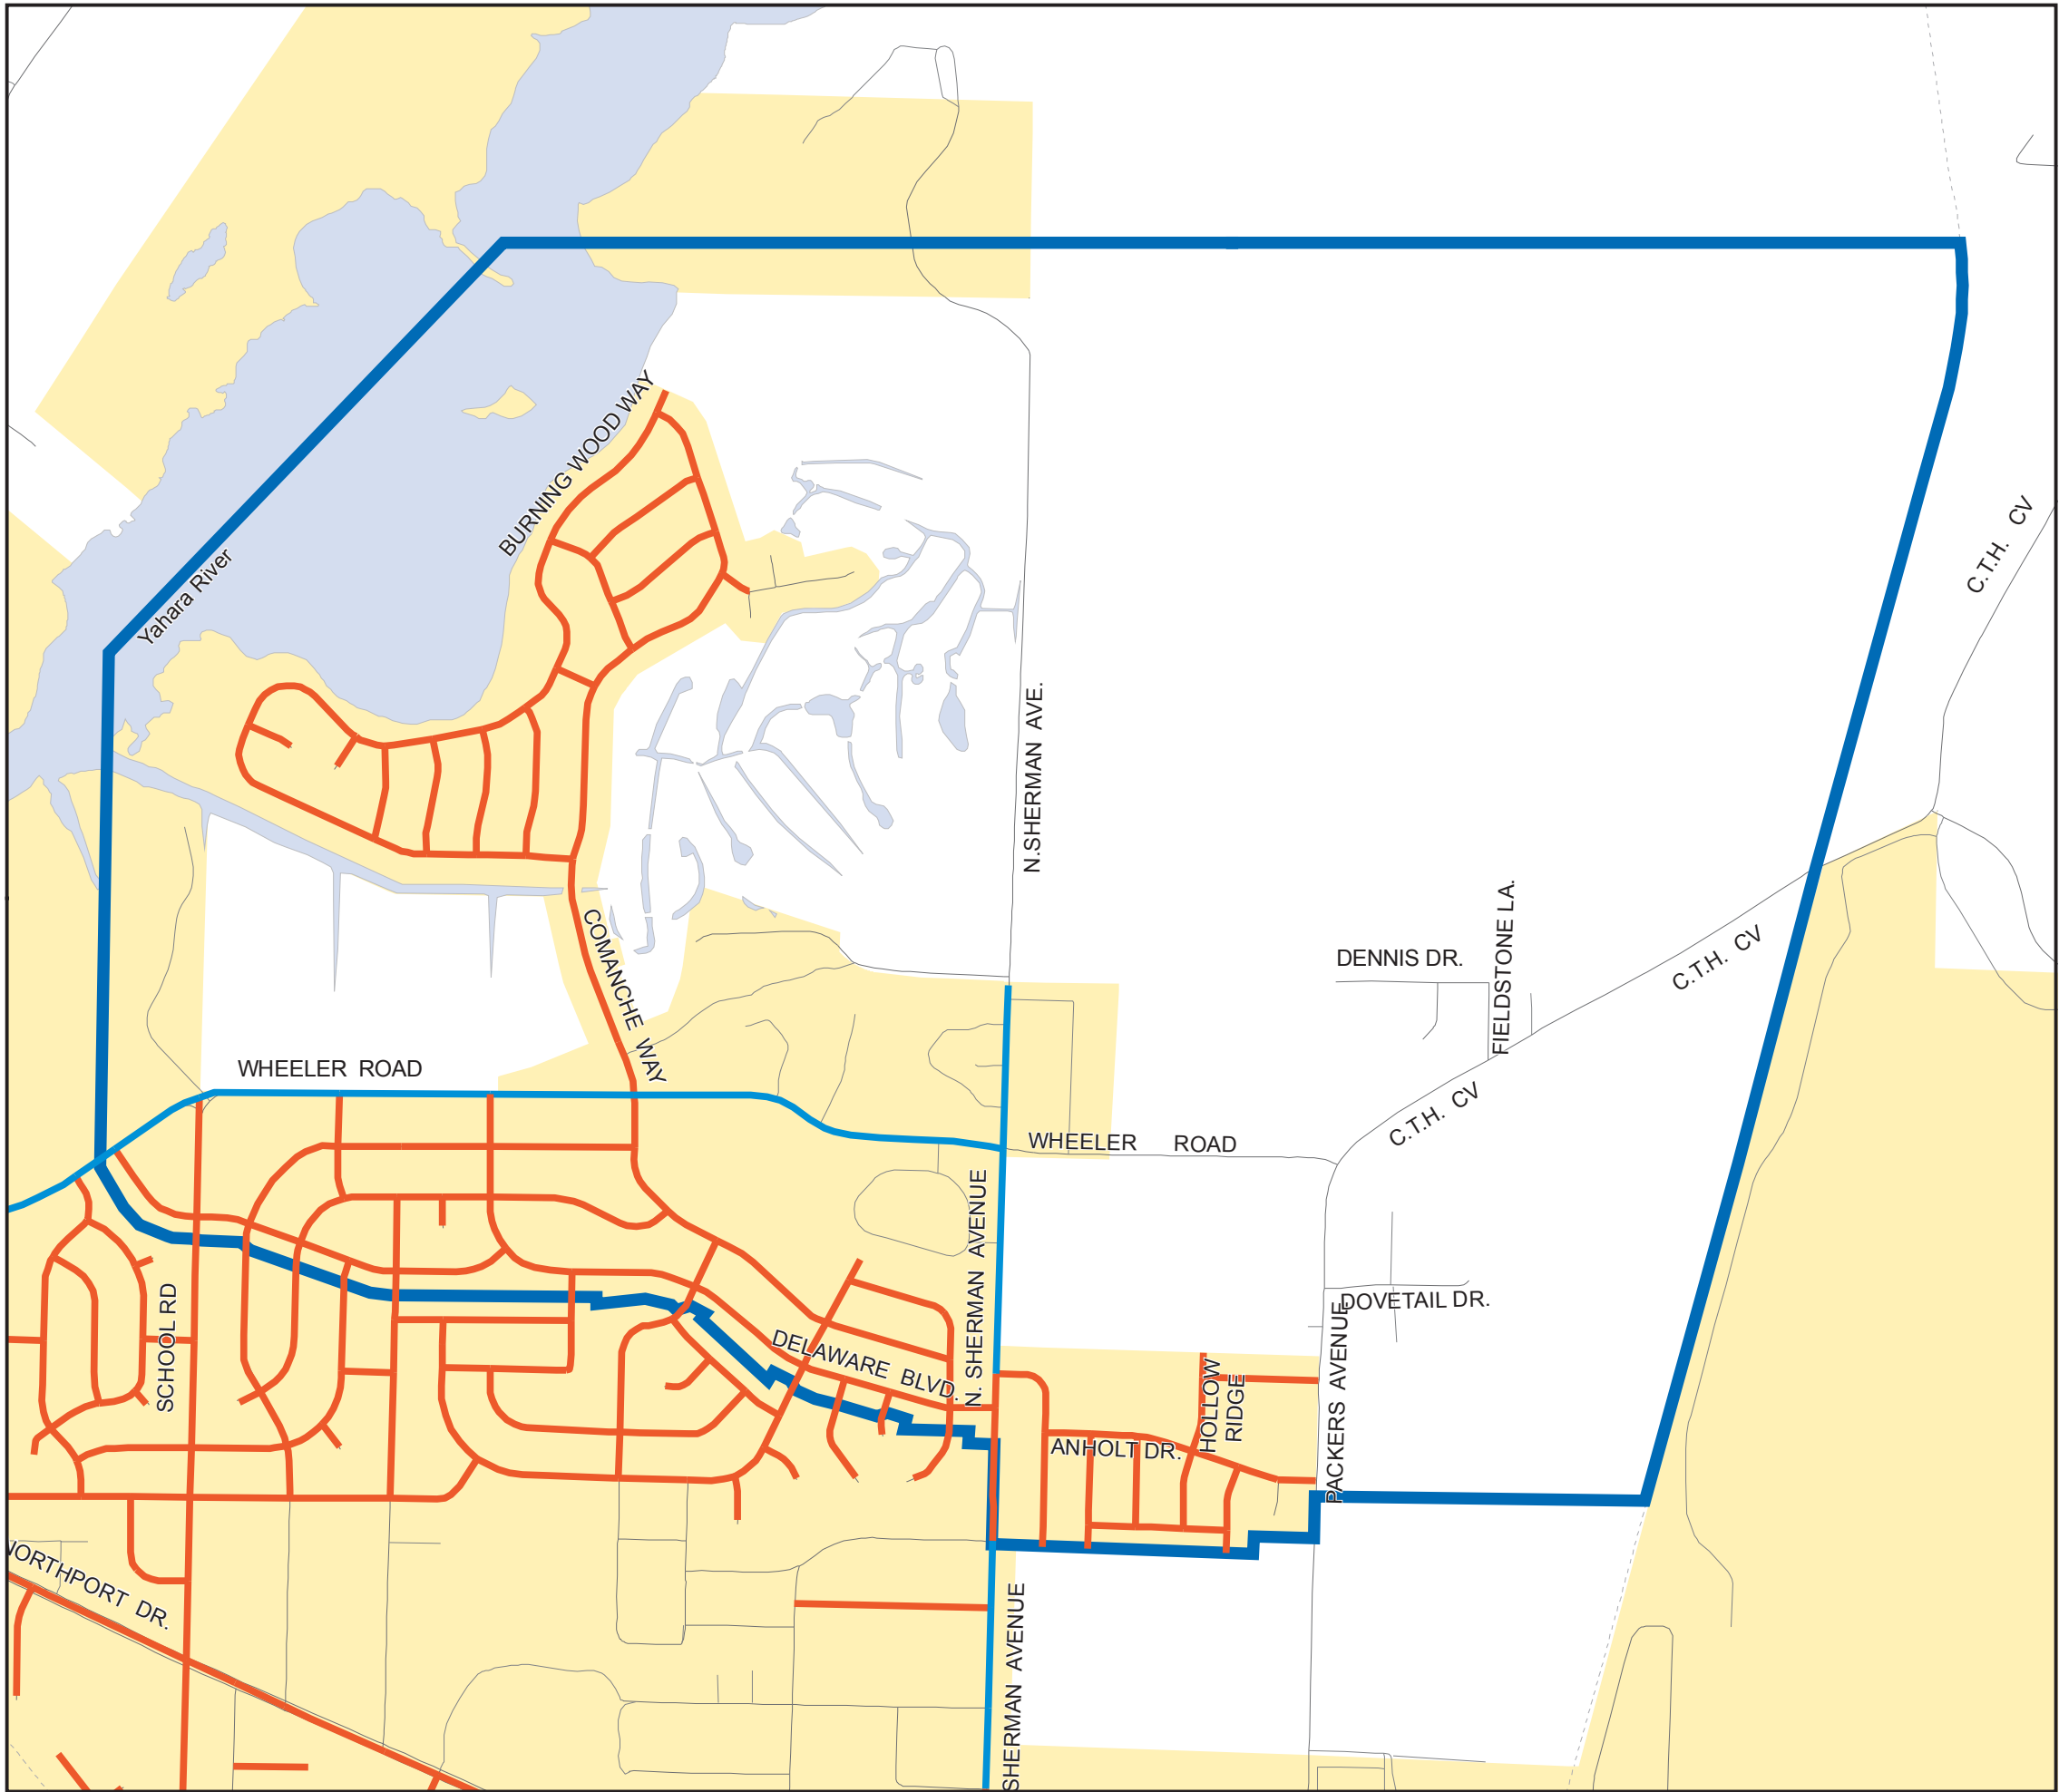 BURNING WOOD WAY
C.T.H. CV
Yahara River
N.SHERMAN AVE.
FIELDSTONE LA.
COMANCHE WAY
DENNIS DR.
C.T.H. CV
WHEELER ROAD
C.T.H. CV
WHEELER ROAD
N. SHERMAN AVENUE
SCHOOL RD
DOVETAIL DR.
PACKERS AVENUE
DELAWARE BLVD.
HOLLOW
RIDGE
ANHOLT DR.
NORTHPORT DR.
SHERMAN AVENUE